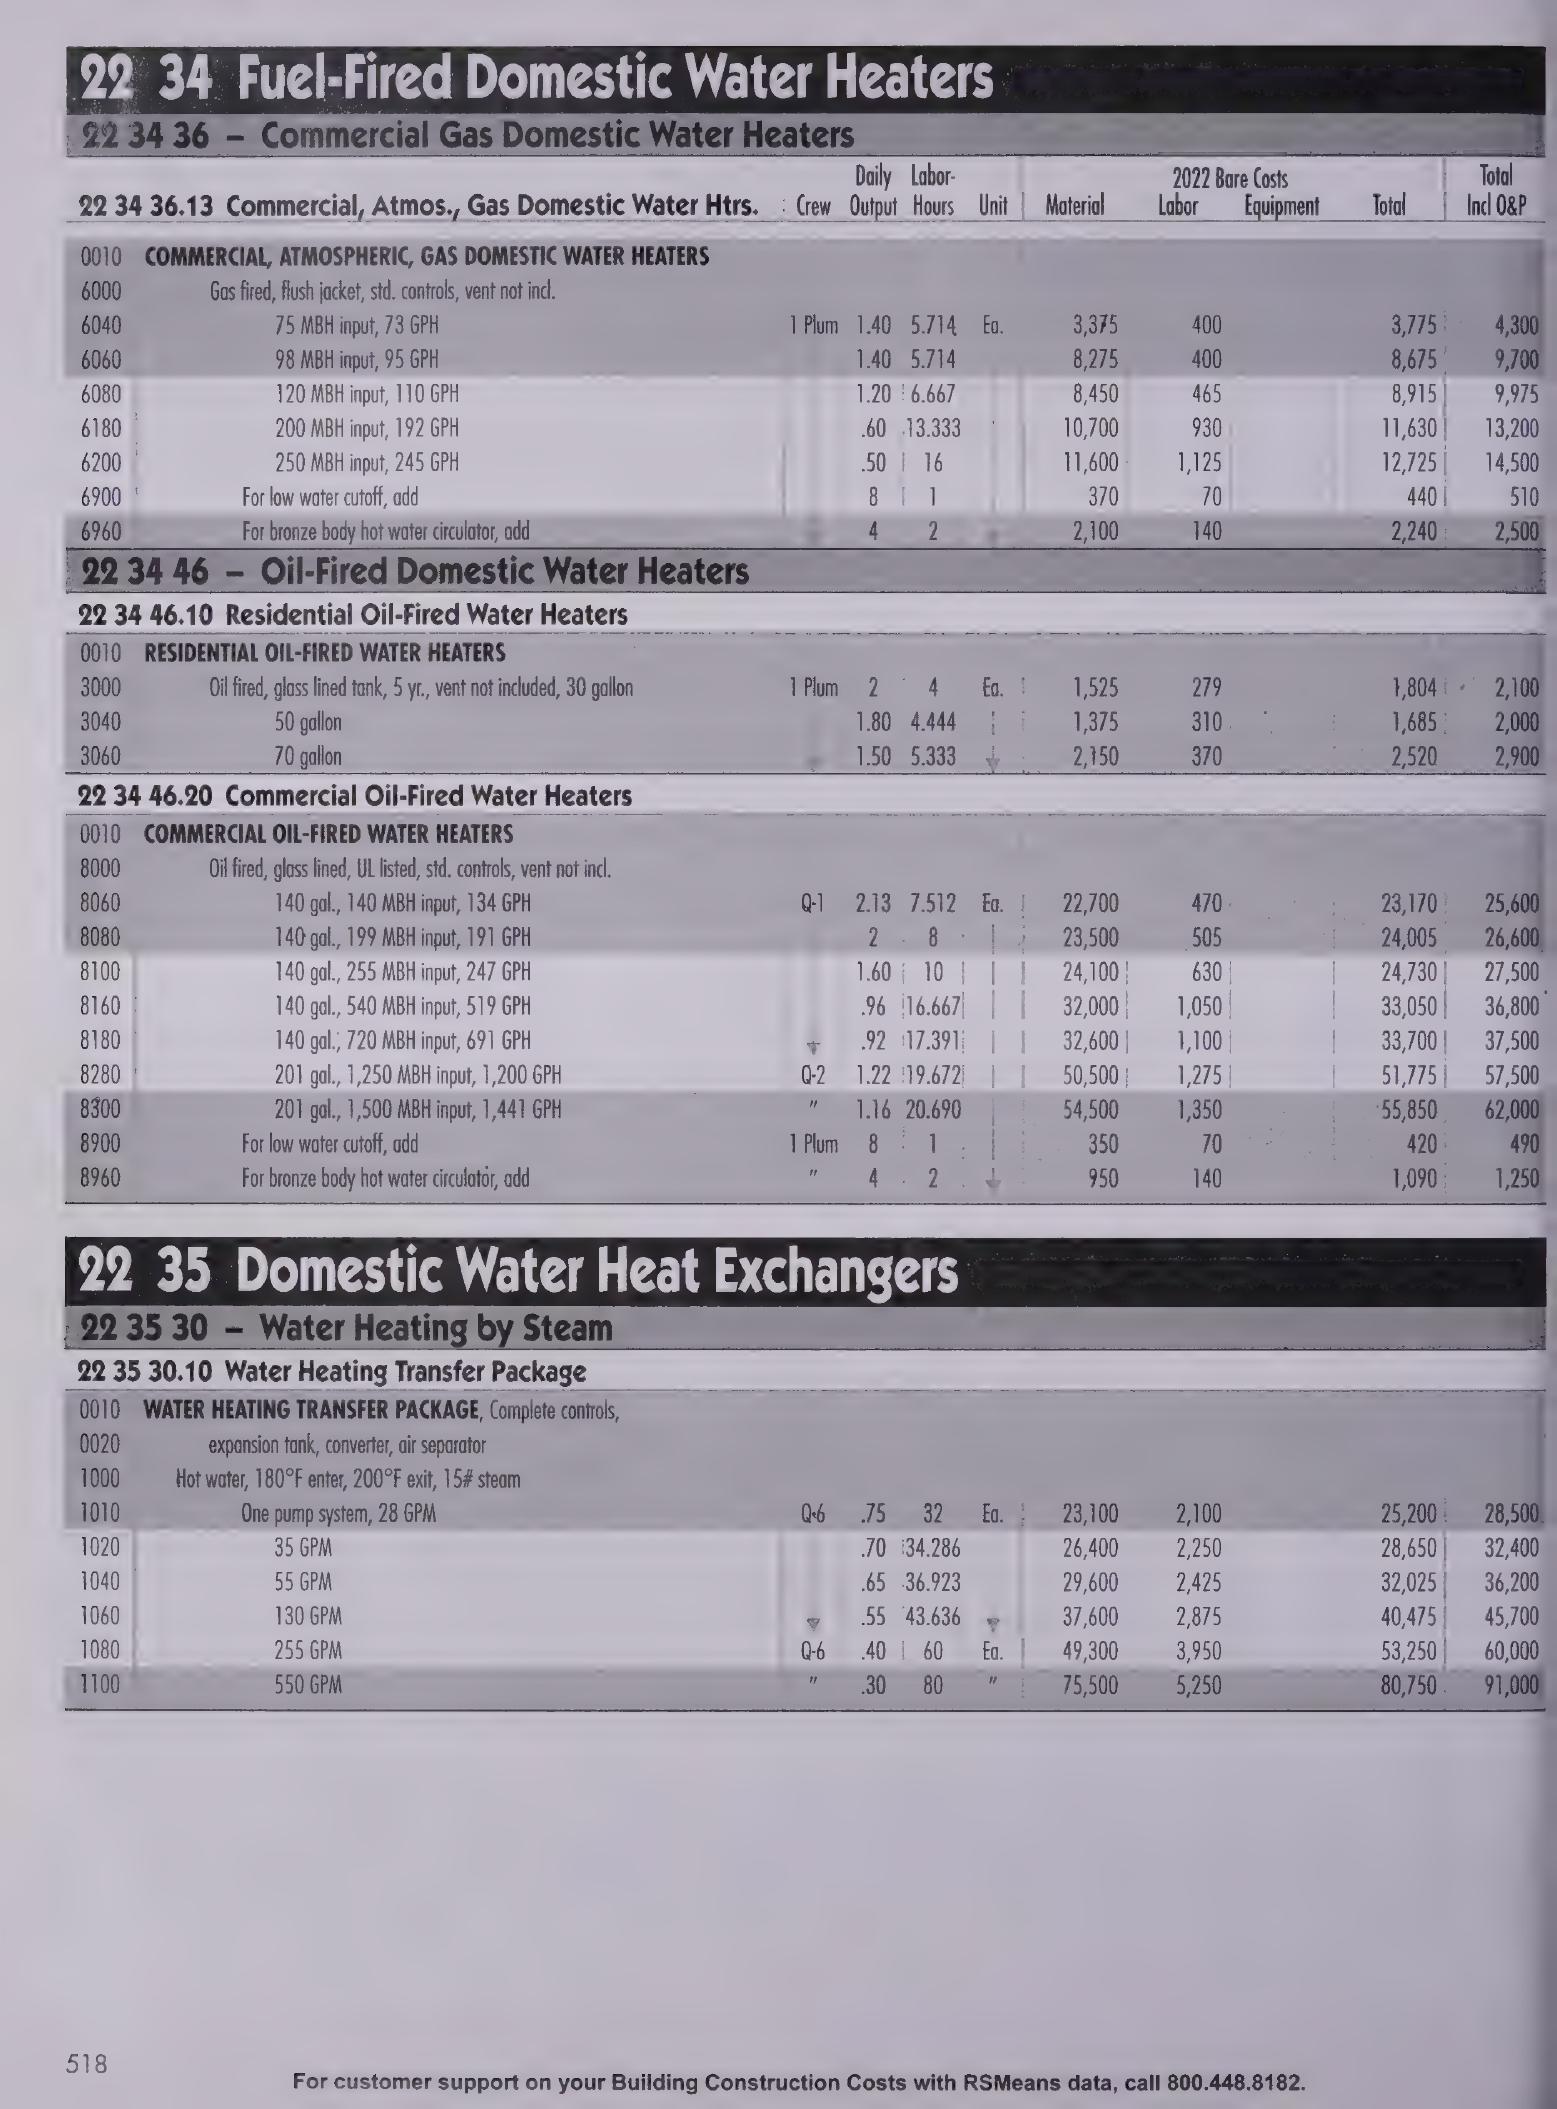 22 34 Fuel-Fired Domestic Water Heaters
22 34 36 – Commercial Gas Domestic Water Heaters
22 34 36.13 Commercial, Atmos., Gas Domestic Water Htrs. Crew Daily Output Labor-Hours Unit Material 2022 Bare Costs Labor Equipment Total Total Incl O&P
0010 COMMERCIAL, ATMOSPHERIC, GAS DOMESTIC WATER HEATERS
6000 Gas fired, flush jacket, std. controls, vent not incl.
6040 75 MBH input, 73 GPH 1 Plum 1.40 5.714 Ea. 3,375 400 3,775 4,300
6060 98 MBH input, 95 GPH 1.40 5.714 8,275 400 8,675 9,700
6080 120 MBH input, 110 GPH 1.20 6.667 8,450 465 8,915 9,975
6180 200 MBH input, 192 GPH .60 13.333 10,700 930 11,630 13,200
6200 250 MBH input, 245 GPH .50 16 11,600 1,125 12,725 14,500
6900 For low water cutoff, add 8 1 370 70 440 510
6960 For bronze body hot water circulator, add 4 2 2,100 140 2,240 2,500
22 34 46 – Oil-Fired Domestic Water Heaters
22 34 46.10 Residential Oil-Fired Water Heaters
0010 RESIDENTIAL OIL-FIRED WATER HEATERS
3000 Oil fired, glass lined tank, 5 yr., vent not included, 30 gallon 1 Plum 2 4 Ea. 1,525 279 1,804 2,100
3040 50 gallon 1.80 4.444 1,375 310 1,685 2,000
3060 70 gallon 1.50 5.333 2,150 370 2,520 2,900
22 34 46.20 Commercial Oil-Fired Water Heaters
0010 COMMERCIAL OIL-FIRED WATER HEATERS
8000 Oil fired, glass lined, UL listed, std. controls, vent not incl.
8060 140 gal., 140 MBH input, 134 GPH Q-1 2.13 7.512 Ea. 22,700 470 23,170 25,600
8080 140 gal., 199 MBH input, 191 GPH 2 8 23,500 505 24,005 26,600
8100 140 gal., 255 MBH input, 247 GPH 1.60 10 24,100 630 24,730 27,500
8160 140 gal., 540 MBH input, 519 GPH .96 16.667 32,000 1,050 33,050 36,800
8180 140 gal., 720 MBH input, 691 GPH .92 17.391 32,600 1,100 33,700 37,500
8280 201 gal., 1,250 MBH input, 1,200 GPH Q-2 1.22 19.672 50,500 1,275 51,775 57,500
8300 201 gal., 1,500 MBH input, 1,441 GPH " 1.16 20.690 54,500 1,350 55,850 62,000
8900 For low water cutoff, add 1 Plum 8 1 350 70 420 490
8960 For bronze body hot water circulator, add " 4 2 950 140 1,090 1,250
22 35 Domestic Water Heat Exchangers
22 35 30 – Water Heating by Steam
22 35 30.10 Water Heating Transfer Package
0010 WATER HEATING TRANSFER PACKAGE, Complete controls,
0020 expansion tank, converter, air separator
1000 Hot water, 180°F enter, 200°F exit, 15# steam
1010 One pump system, 28 GPM Q-6 .75 32 Ea. 23,100 2,100 25,200 28,500
1020 35 GPM .70 34.286 26,400 2,250 28,650 32,400
1040 55 GPM .65 36.923 29,600 2,425 32,025 36,200
1060 130 GPM .55 43.636 37,600 2,875 40,475 45,700
1080 255 GPM Q-6 .40 60 Ea. 49,300 3,950 53,250 60,000
1100 550 GPM " .30 80 " 75,500 5,250 80,750 91,000
518
For customer support on your Building Construction Costs with RSMeans data, call 800.448.8182.